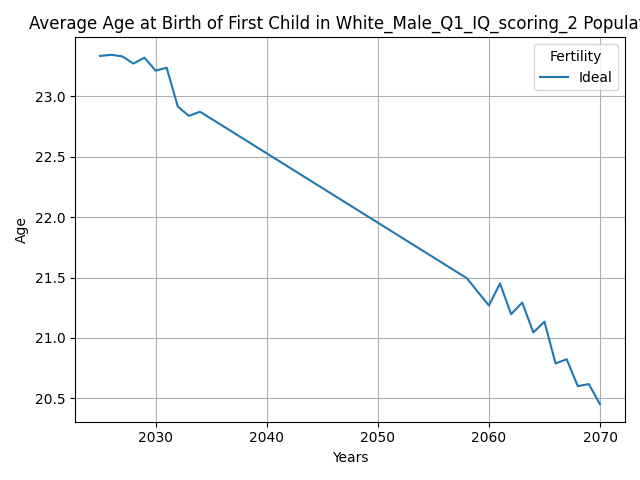 Average Age at Birth of First Child in White_Male_Q1_IQ_scoring_2
Fertility
Ideal
23.0
22.5
22.0
21.5
21.0
20.5
Age
2030 2040 2050 2060 2070
Years